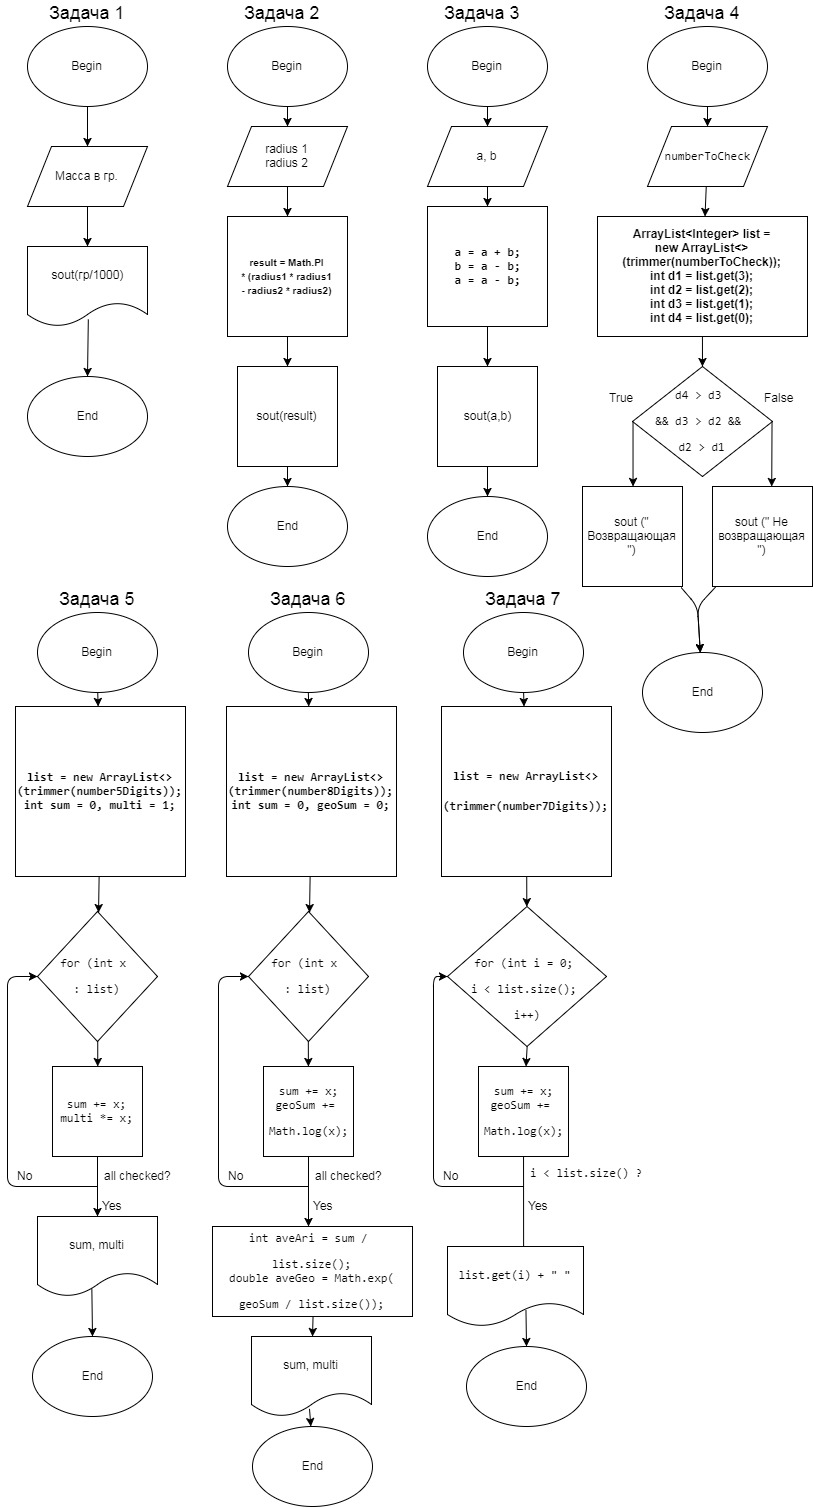 Задача 1
Begin
Масса в гр.
sout(гр/1000)
End
Задача 2
Begin
radius 1
radius 2
result = Math.PI
* (radius1 * radius1
- radius2 * radius2)
sout(result)
End
Задача 3
Begin
a, b
a = a + b;
b = a - b;
a = a - b;
sout(a,b)
End
Задача 4
Begin
numberToCheck
ArrayList<Integer> list =
new ArrayList<>
(trimmer(numberToCheck));
int d1 = list.get(3);
int d2 = list.get(2);
int d3 = list.get(1);
int d4 = list.get(0);
d4 > d3
&& d3 > d2 &&
d2 > d1
True
False
sout ("
Возвращающая
")
sout (" Не
возвращающая
")
End
Задача 5
Begin
list = new ArrayList<>
(trimmer(number5Digits));
int sum = 0, multi = 1;
for (int x
: list)
sum += x;
multi *= x;
No
all checked?
Yes
sum, multi
End
Задача 6
Begin
list = new ArrayList<>
(trimmer(number8Digits));
int sum = 0, geoSum = 0;
for (int x
: list)
sum += x;
geoSum +=
Math.log(x);
No
all checked?
Yes
int aveAri = sum /
list.size();
double aveGeo = Math.exp(
geoSum / list.size());
sum, multi
End
Задача 7
Begin
list = new ArrayList<>
(trimmer(number7Digits));
for (int i = 0;
i < list.size();
i++)
sum += x;
geoSum +=
Math.log(x);
No
i < list.size() ?
Yes
list.get(i) + " "
End